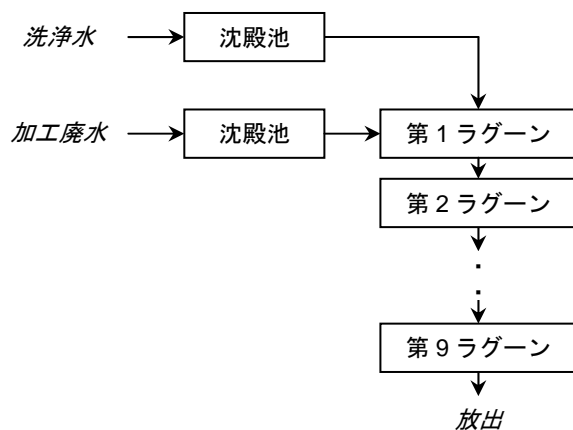 洗浄水
沈殿池
加工廃水
沈殿池
第 1 ラグーン
第 2 ラグーン
・
・
第 9 ラグーン
放出